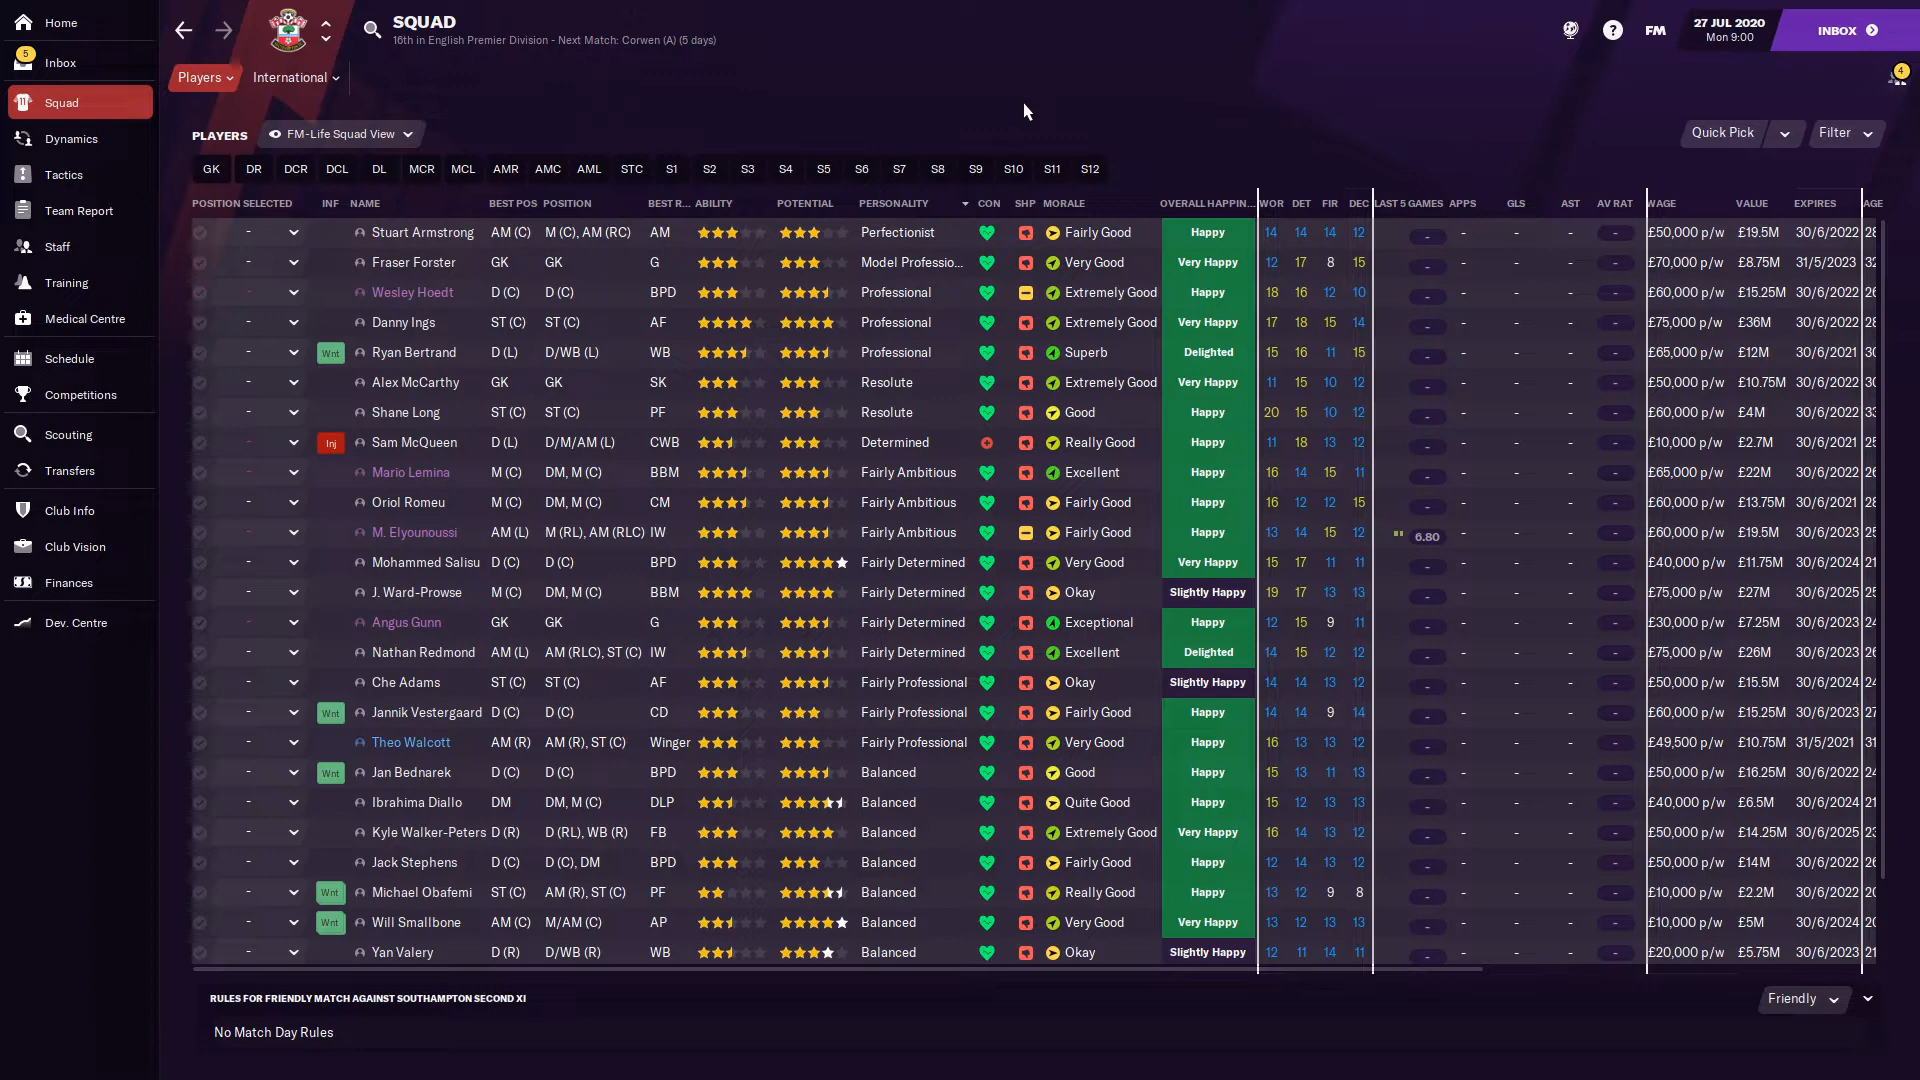 Home
SQUAD
16th in English Premier Division - Next Match: Corwen (A) (5 days)
FM
27 JUL 2020
Mon 9:00
INBOX
5
Inbox
Players
International
4
Squad
Dynamics
Tactics
Team Report
Staff
Training
Medical Centre
Schedule
Competitions
Scouting
Transfers
Club Info
Club Vision
Finances
Dev. Centre
PLAYERS
FM-Life Squad View
Quick Pick
Filter
GK DR DCR DCL DL MCR MCL AMR AMC AML STC S1 S2 S3 S4 S5 S6 S7 S8 S9 S10 S11 S12
POSITION SELECTED INF NAME BEST POS POSITION BEST R... ABILITY POTENTIAL PERSONALITY CON SHP MORALE OVERALL HAPPIN... WOR DET FIR DEC LAST 5 GAMES APPS GLS AST AV RAT WAGE VALUE EXPIRES AGE
- Stuart Armstrong AM (C) M (C), AM (RC) AM Perfectionist Fairly Good Happy 14 14 14 12 - - - - - £50,000 p/w £19.5M 30/6/2022 28
- Fraser Forster GK GK G Model Professio... Very Good Very Happy 12 17 8 15 - - - - - £70,000 p/w £8.75M 31/5/2023 32
- Wesley Hoedt D (C) D (C) BPD Professional Extremely Good Happy 18 16 12 10 - - - - - £60,000 p/w £15.25M 30/6/2022 26
- Danny Ings ST (C) ST (C) AF Professional Extremely Good Very Happy 17 18 15 14 - - - - - £75,000 p/w £36M 30/6/2022 28
- Wnt Ryan Bertrand D (L) D/WB (L) WB Professional Superb Delighted 15 16 11 15 - - - - - £65,000 p/w £12M 30/6/2021 30
- Alex McCarthy GK GK SK Resolute Extremely Good Very Happy 11 15 10 12 - - - - - £50,000 p/w £10.75M 30/6/2022 30
- Shane Long ST (C) ST (C) PF Resolute Good Happy 20 15 10 12 - - - - - £60,000 p/w £4M 30/6/2022 33
- Inj Sam McQueen D (L) D/M/AM (L) CWB Determined Really Good Happy 11 18 13 12 - - - - - £10,000 p/w £2.7M 30/6/2021 25
- Mario Lemina M (C) DM, M (C) BBM Fairly Ambitious Excellent Happy 16 14 15 11 - - - - - £65,000 p/w £22M 30/6/2022 26
- Oriol Romeu M (C) DM, M (C) CM Fairly Ambitious Fairly Good Happy 16 12 12 15 - - - - - £60,000 p/w £13.75M 30/6/2021 28
- M. Elyounoussi AM (L) M (RL), AM (RLC) IW Fairly Ambitious Fairly Good Happy 13 14 15 12 6.80 - - - - £60,000 p/w £19.5M 30/6/2023 25
- Mohammed Salisu D (C) D (C) BPD Fairly Determined Very Good Very Happy 15 17 11 11 - - - - - £40,000 p/w £11.75M 30/6/2024 21
- J. Ward-Prowse M (C) DM, M (C) BBM Fairly Determined Okay Slightly Happy 19 17 13 13 - - - - - £75,000 p/w £27M 30/6/2025 25
- Angus Gunn GK GK G Fairly Determined Exceptional Happy 12 15 9 11 - - - - - £30,000 p/w £7.25M 30/6/2023 24
- Nathan Redmond AM (L) AM (RLC), ST (C) IW Fairly Determined Excellent Delighted 14 15 12 12 - - - - - £75,000 p/w £26M 30/6/2023 26
- Che Adams ST (C) ST (C) AF Fairly Professional Okay Slightly Happy 14 14 13 12 - - - - - £50,000 p/w £15.5M 30/6/2024 24
- Wnt Jannik Vestergaard D (C) D (C) CD Fairly Professional Fairly Good Happy 14 14 9 14 - - - - - £60,000 p/w £15.25M 30/6/2022 27
- Theo Walcott AM (R) AM (R), ST (C) Winger Fairly Professional Very Good Happy 16 13 13 12 - - - - - £49,500 p/w £10.75M 31/5/2021 31
- Wnt Jan Bednarek D (C) D (C) BPD Balanced Good Happy 15 13 11 13 - - - - - £50,000 p/w £16.25M 30/6/2022 24
- Ibrahima Diallo DM DM, M (C) DLP Balanced Quite Good Happy 15 12 13 13 - - - - - £40,000 p/w £6.5M 30/6/2024 21
- Kyle Walker-Peters D (R) D (RL), WB (R) FB Balanced Extremely Good Very Happy 16 14 13 12 - - - - - £50,000 p/w £14.25M 30/6/2025 23
- Jack Stephens D (C) D (C), DM BPD Balanced Fairly Good Happy 12 14 13 12 - - - - - £50,000 p/w £14M 30/6/2022 26
- Wnt Michael Obafemi ST (C) AM (R), ST (C) PF Balanced Really Good Happy 13 12 9 8 - - - - - £10,000 p/w £2.2M 30/6/2022 20
- Wnt Will Smallbone AM (C) M/AM (C) AP Balanced Very Good Very Happy 13 12 13 13 - - - - - £10,000 p/w £5M 30/6/2024 20
- Yan Valery D (R) D/WB (R) WB Balanced Okay Slightly Happy 12 11 14 11 - - - - - £20,000 p/w £5.75M 30/6/2023 21
RULES FOR FRIENDLY MATCH AGAINST SOUTHAMPTON SECOND XI
Friendly
No Match Day Rules